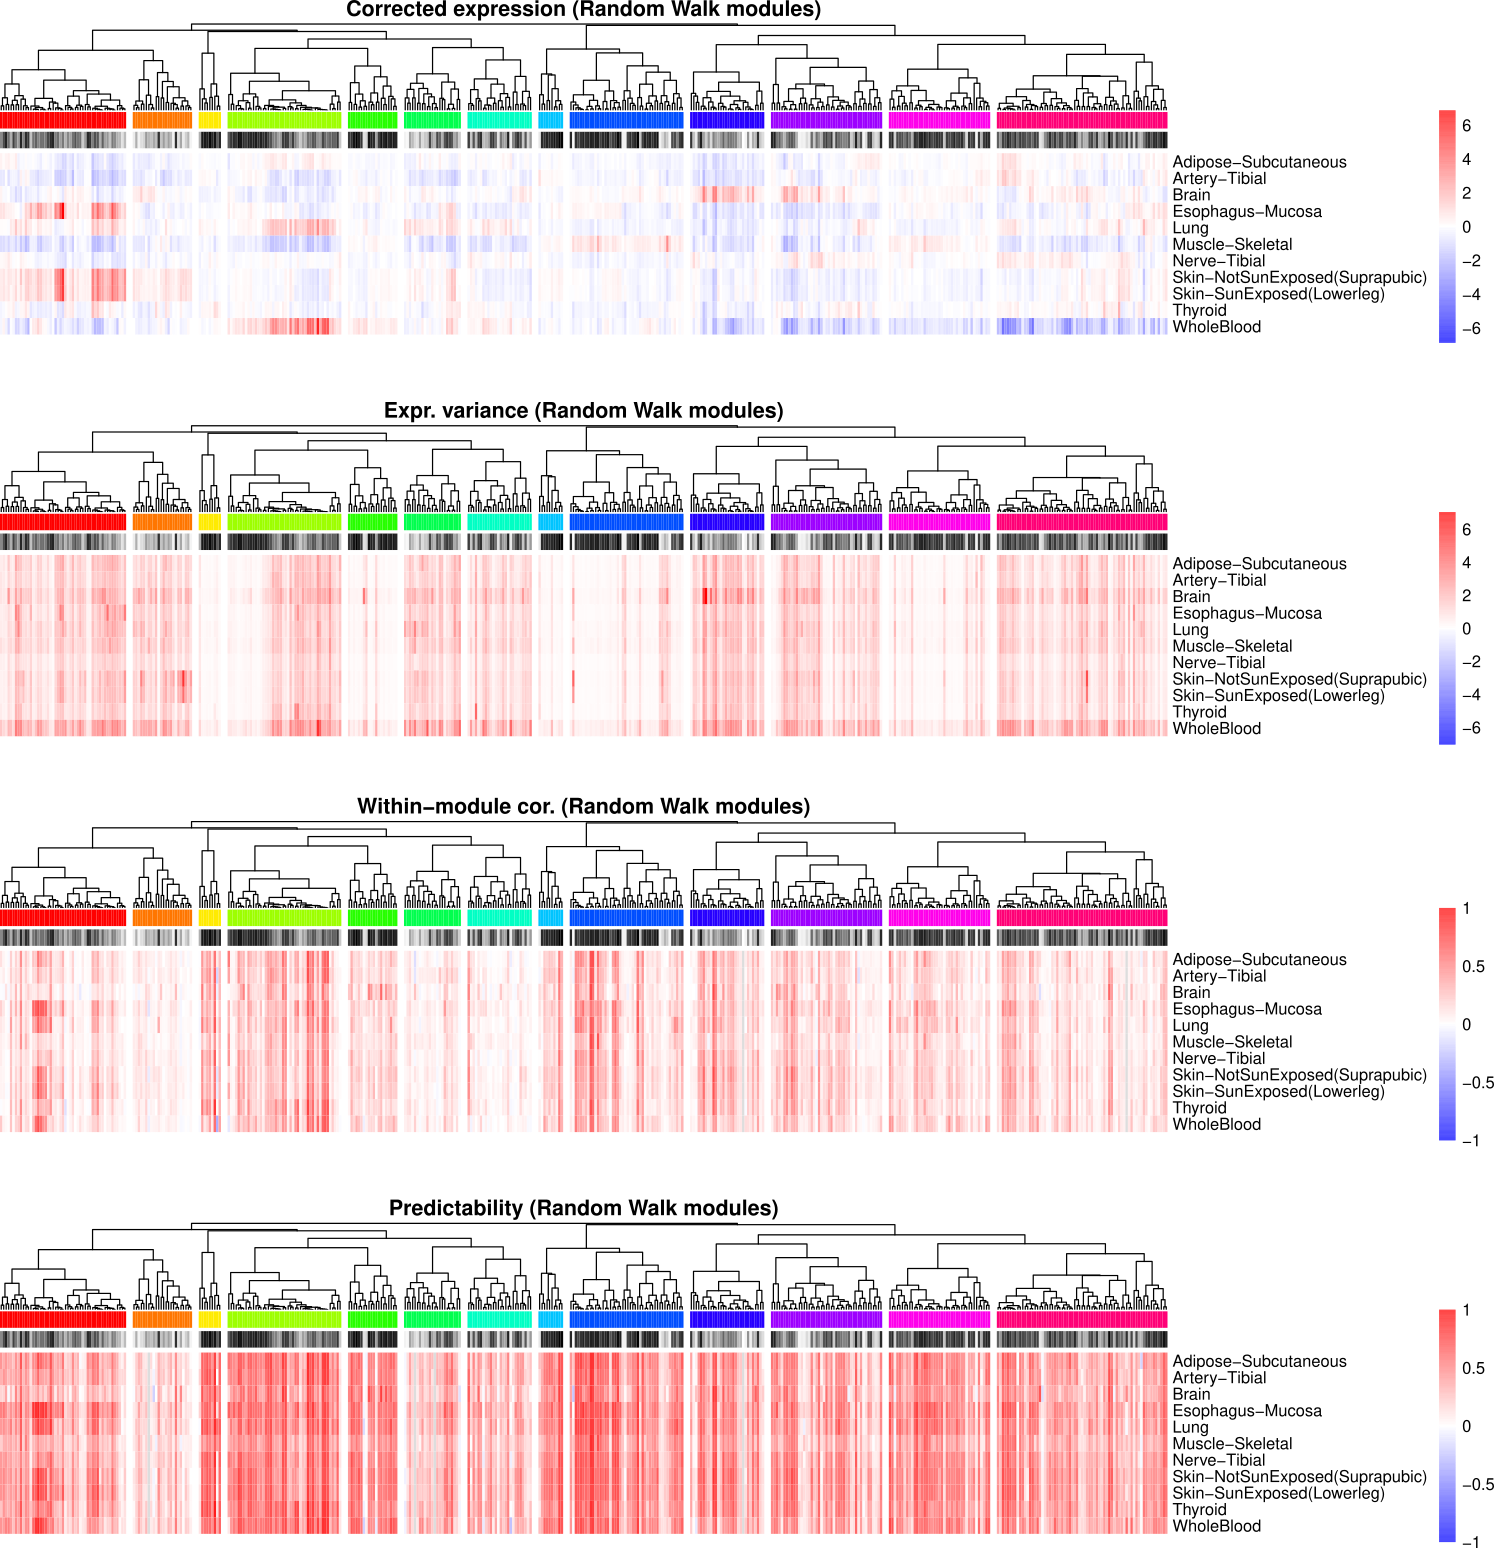 Corrected expression (Random Walk modules)
Adipose−Subcutaneous
Artery−Tibial
Brain
Esophagus−Mucosa
Lung
Muscle−Skeletal
Nerve−Tibial
Skin−NotSunExposed(Suprapubic)
Skin−SunExposed(Lowerleg)
Thyroid
WholeBlood
6
4
2
0
−2
−4
−6
Expr. variance (Random Walk modules)
Adipose−Subcutaneous
Artery−Tibial
Brain
Esophagus−Mucosa
Lung
Muscle−Skeletal
Nerve−Tibial
Skin−NotSunExposed(Suprapubic)
Skin−SunExposed(Lowerleg)
Thyroid
WholeBlood
6
4
2
0
−2
−4
−6
Within−module cor. (Random Walk modules)
Adipose−Subcutaneous
Artery−Tibial
Brain
Esophagus−Mucosa
Lung
Muscle−Skeletal
Nerve−Tibial
Skin−NotSunExposed(Suprapubic)
Skin−SunExposed(Lowerleg)
Thyroid
WholeBlood
1
0.5
0
−0.5
−1
Predictability (Random Walk modules)
Adipose−Subcutaneous
Artery−Tibial
Brain
Esophagus−Mucosa
Lung
Muscle−Skeletal
Nerve−Tibial
Skin−NotSunExposed(Suprapubic)
Skin−SunExposed(Lowerleg)
Thyroid
WholeBlood
1
0.5
0
−0.5
−1